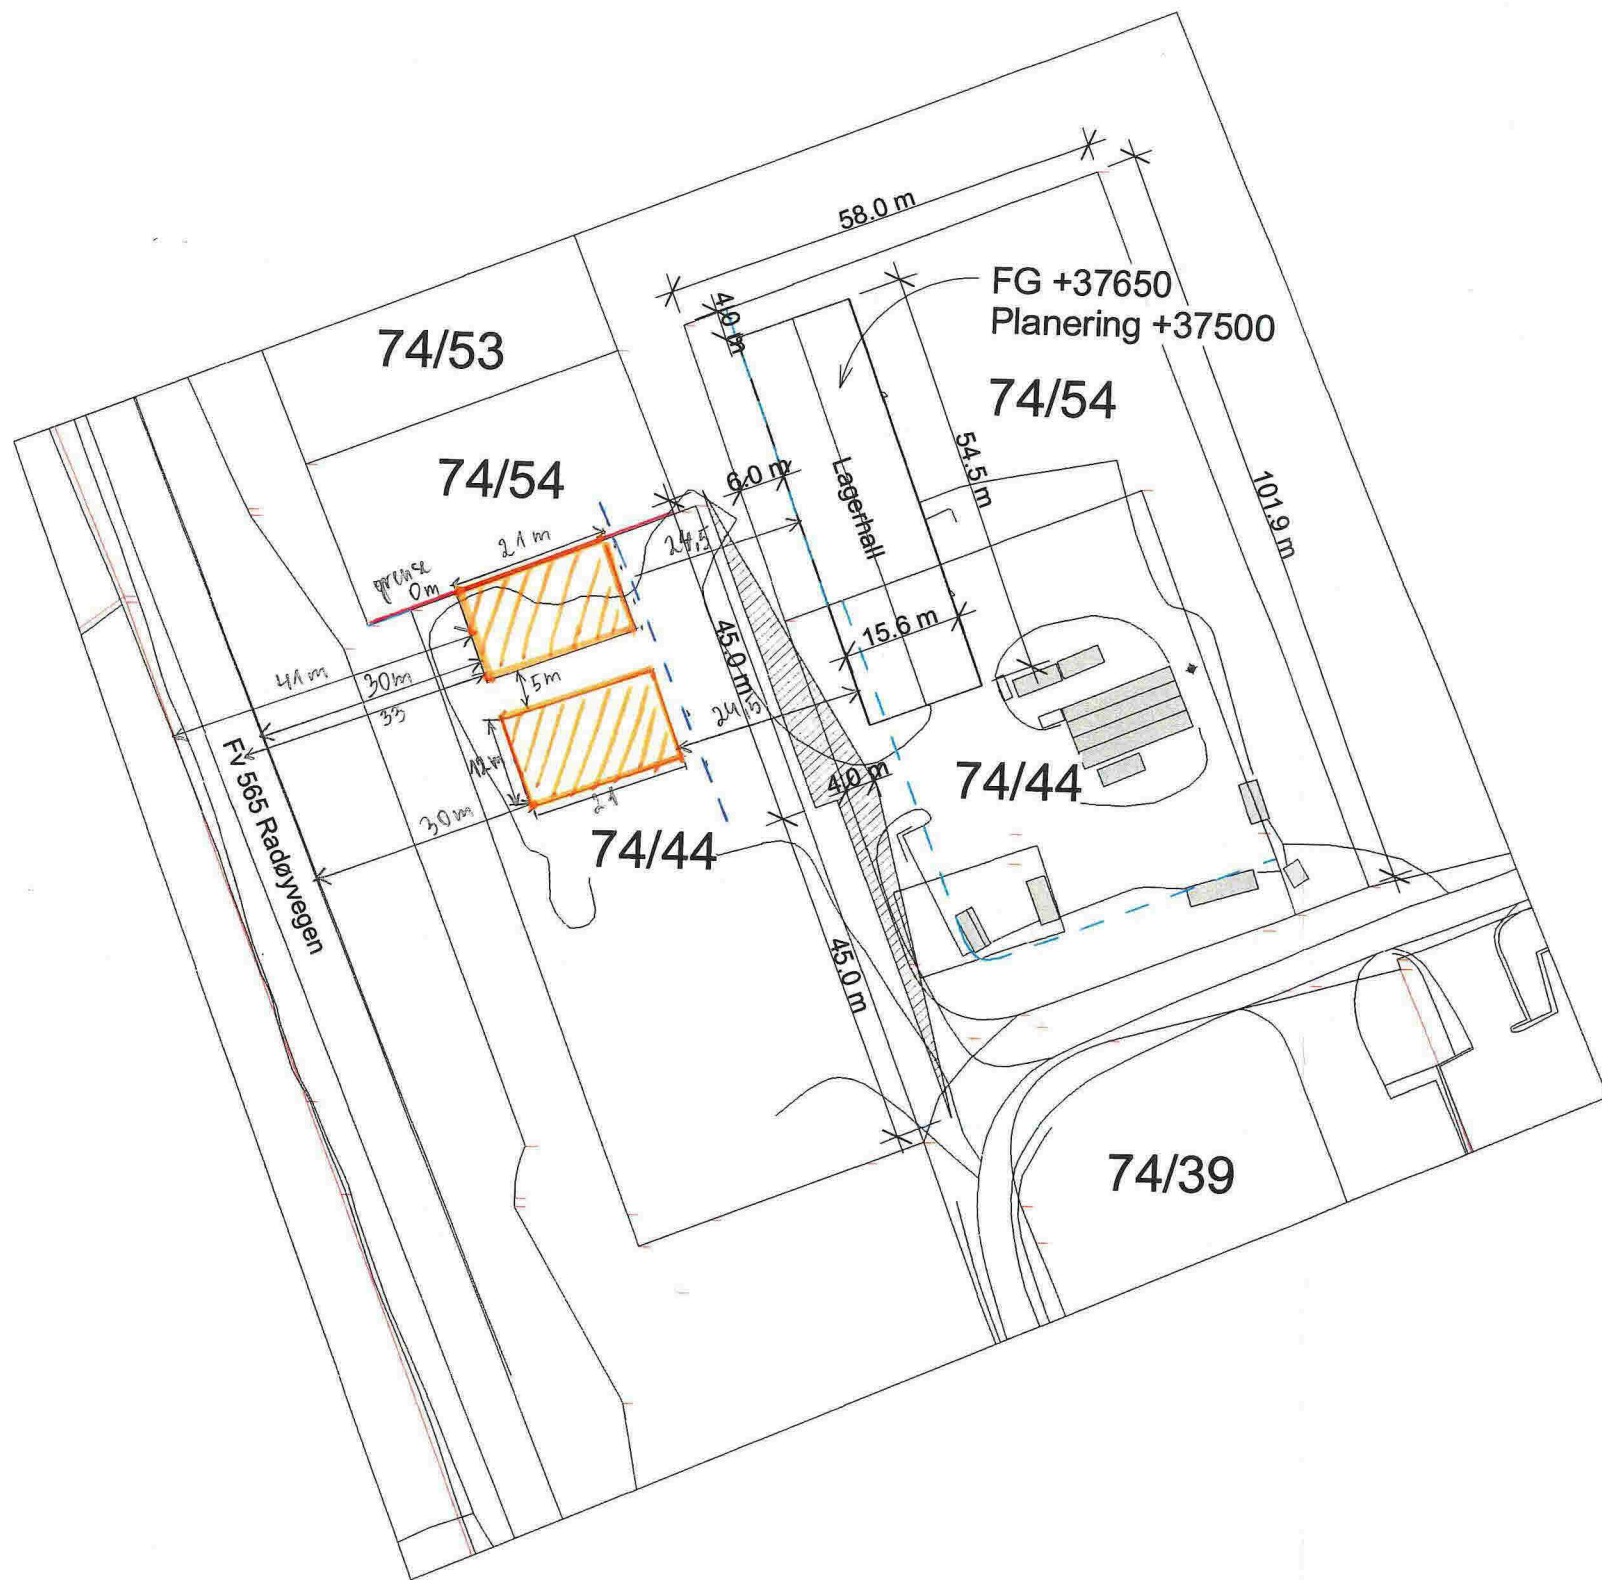 58.0 m
FG +37650
Planering +37500
4.0 m
74/53
74/54
74/54
54.5 m
6.0 m
Lagerhall
101.9 m
21 m
24,5
grense
0m
15.6 m
45.0 m
41m
30m
5m
33
24,5
Fv 565 Radøyvegen
12m
4.0 m
74/44
21
30m
74/44
45.0 m
74/39